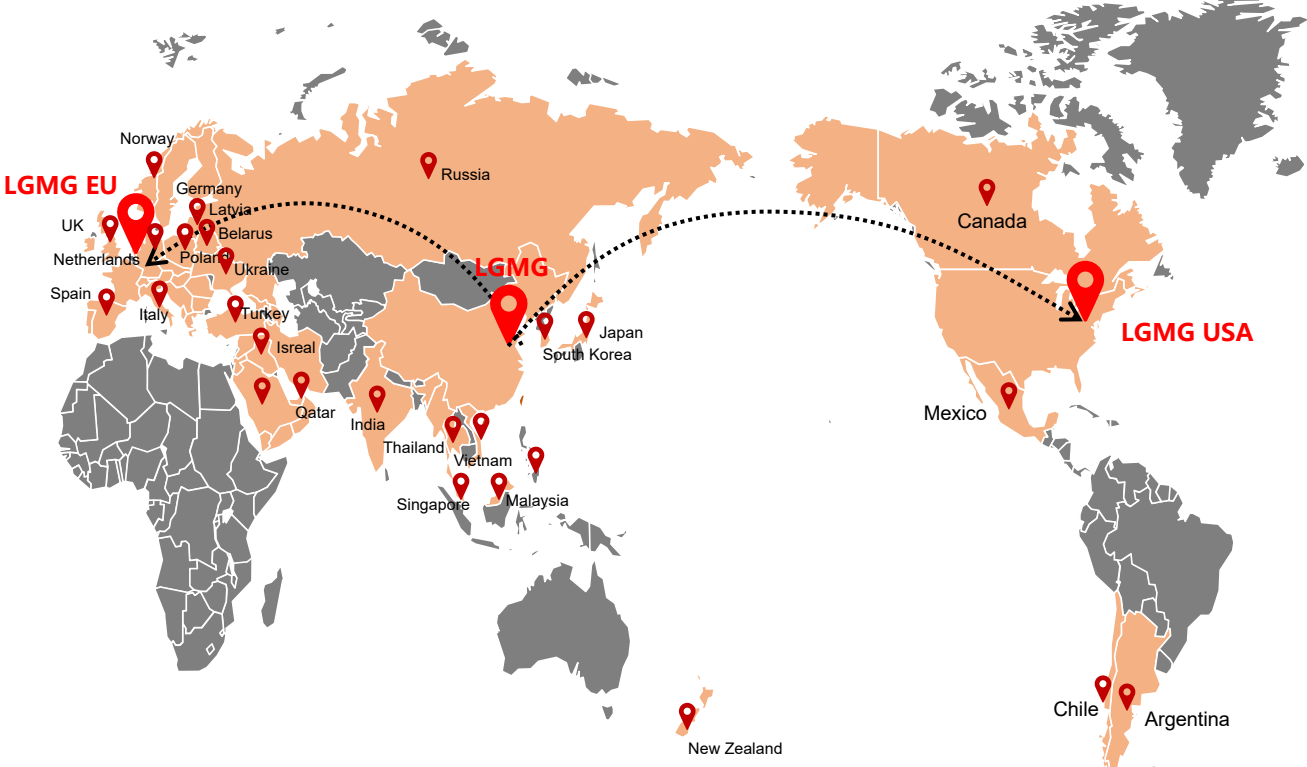 Norway
LGMG EU
Germany
Russia
UK
Latvia
Belarus
Netherlands
Poland
Ukraine
LGMG
Canada
Spain
Italy
Turkey
Isreal
Japan
South Korea
LGMG USA
Qatar
India
Mexico
Thailand
Vietnam
Singapore
Malaysia
Chile
Argentina
New Zealand